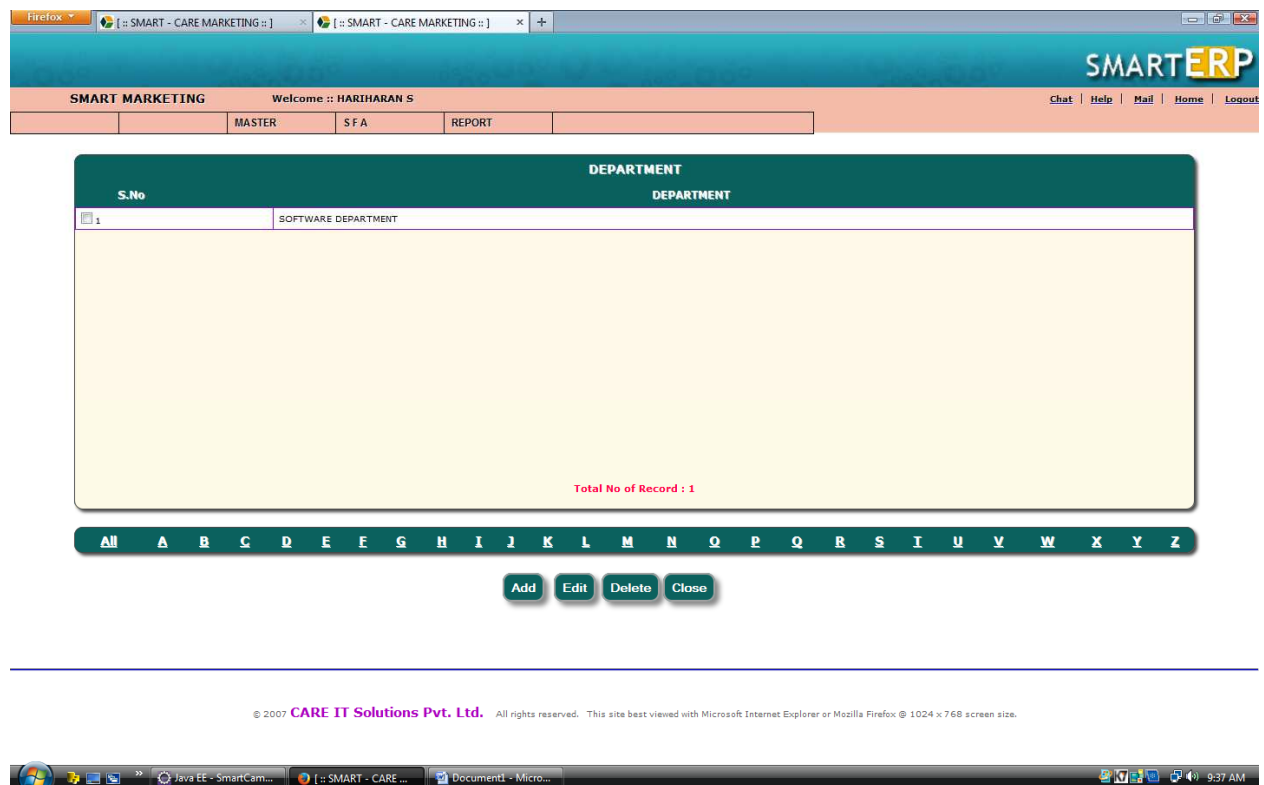 Firefox
[ :: SMART - CARE MARKETING :: ] × [ :: SMART - CARE MARKETING :: ] × +
SMARTERP
SMART MARKETING Welcome :: HARIHARAN S Chat | Help | Mail | Home | Logout
MASTER S F A REPORT
DEPARTMENT
S.No DEPARTMENT
1 SOFTWARE DEPARTMENT
Total No of Record : 1
All A B C D E F G H I J K L M N O P Q R S T U V W X Y Z
Add Edit Delete Close
© 2007 CARE IT Solutions Pvt. Ltd. All rights reserved. This site best viewed with Microsoft Internet Explorer or Mozilla Firefox @ 1024 x 768 screen size.
» Java EE - SmartCam... [ :: SMART - CARE ... Document1 - Micro... 9:37 AM